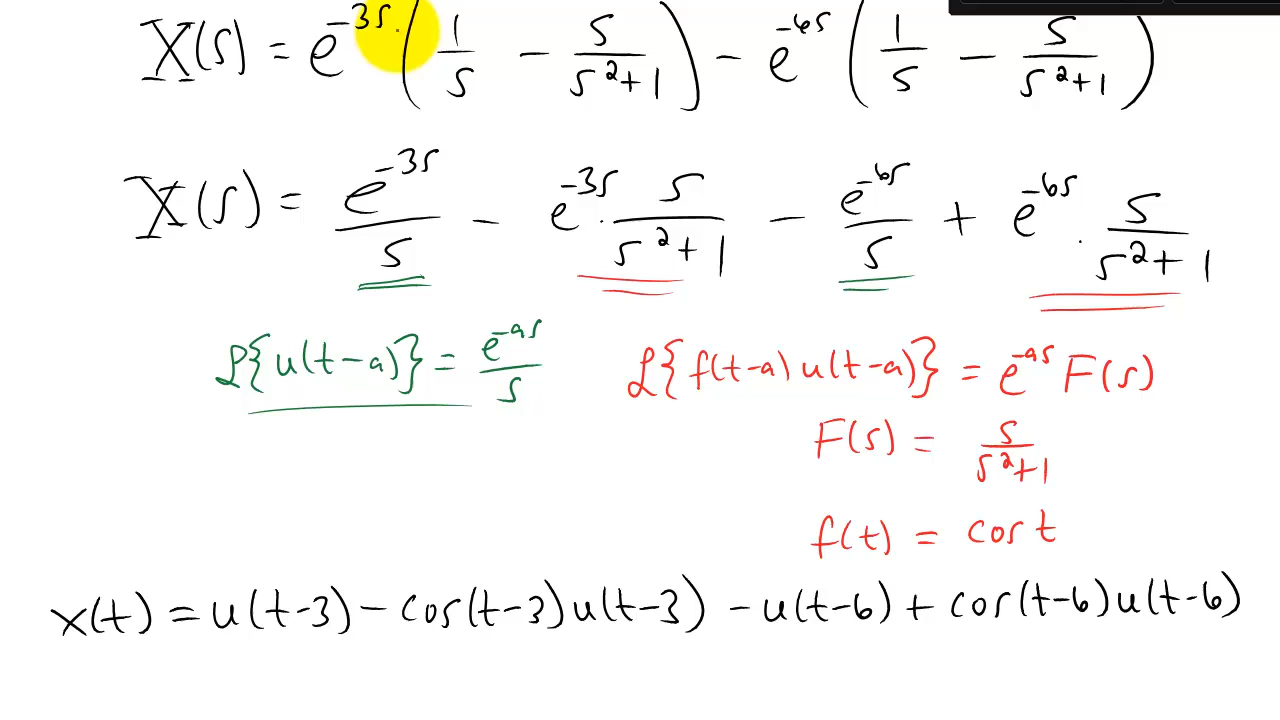 X(s) = e^{-3s} · (1/s − s/(s²+1)) − e^{-6s} (1/s − s/(s²+1))
X(s) = e^{-3s}/s − e^{-3s} · s/(s²+1) − e^{-6s}/s + e^{-6s} · s/(s²+1)
ℒ{u(t−a)} = e^{-as}/s
ℒ{f(t−a)u(t−a)} = e^{-as} F(s)
F(s) = s/(s²+1)
f(t) = cos t
x(t) = u(t−3) − cos(t−3)u(t−3) − u(t−6) + cos(t−6)u(t−6)